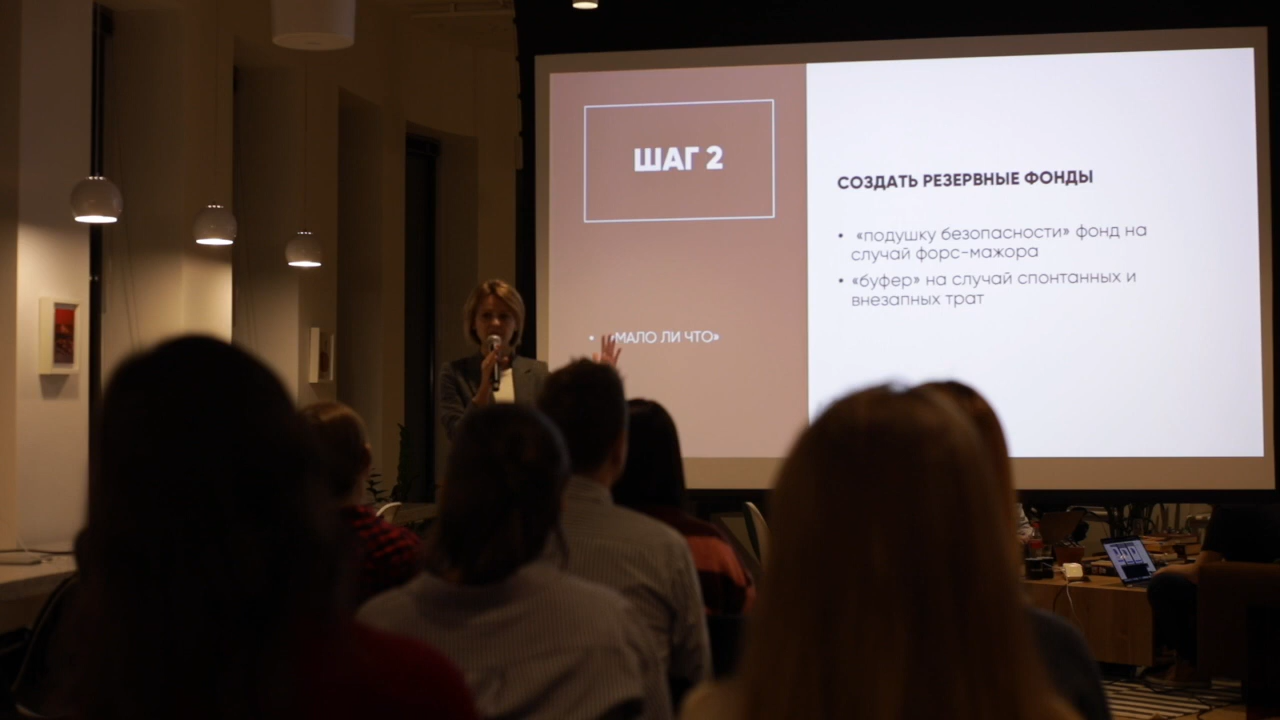 ШАГ 2
• «МАЛО ЛИ ЧТО»
СОЗДАТЬ РЕЗЕРВНЫЕ ФОНДЫ
• «подушку безопасности» фонд на
случай форс-мажора
• «буфер» на случай спонтанных и
внезапных трат